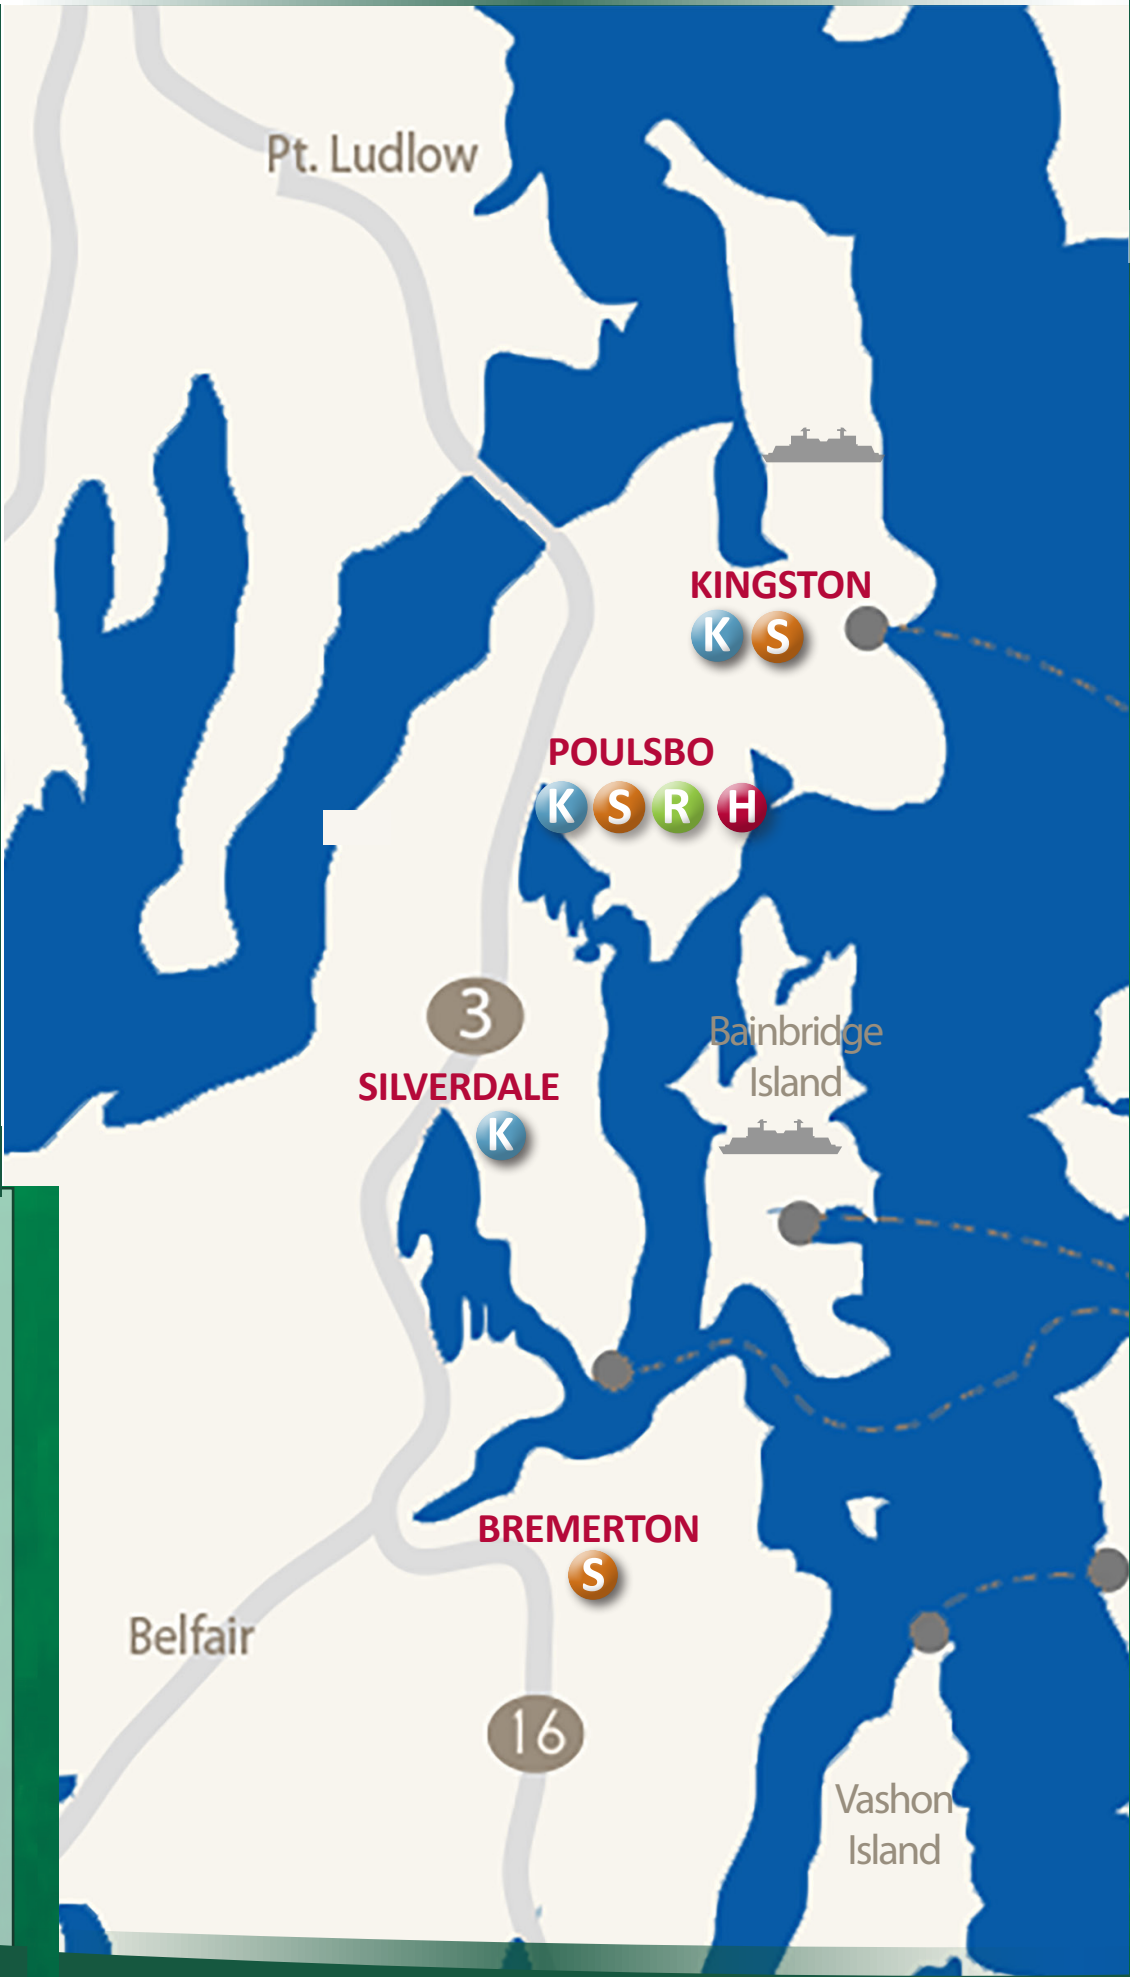 Pt. Ludlow
KINGSTON
K S
POULSBO
K S R H
3
Bainbridge
Island
SILVERDALE
K
BREMERTON
S
Belfair
16
Vashon
Island